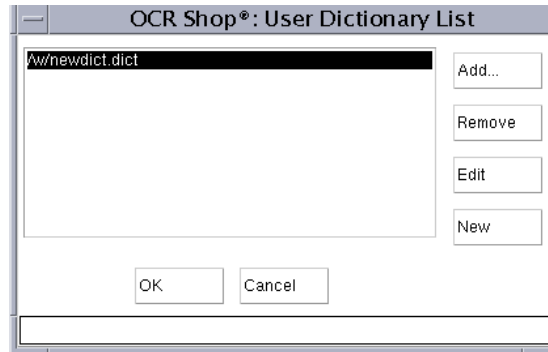 OCR Shop®: User Dictionary List
/w/newdict.dict
Add...
Remove
Edit
New
OK
Cancel